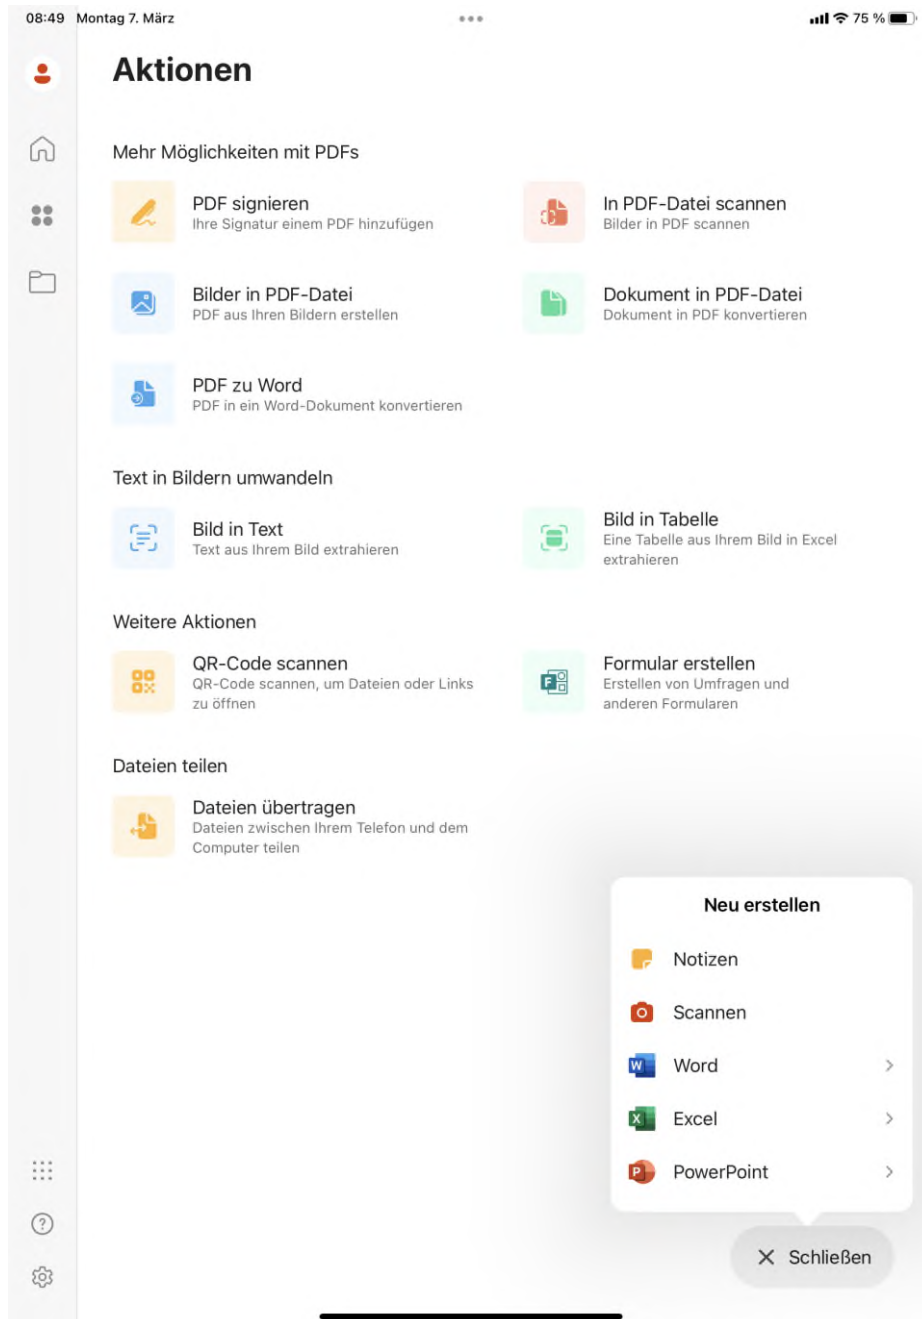 08:49 Montag 7. März
75 %
Aktionen
Mehr Möglichkeiten mit PDFs
PDF signieren
Ihre Signatur einem PDF hinzufügen
In PDF-Datei scannen
Bilder in PDF scannen
Bilder in PDF-Datei
PDF aus Ihren Bildern erstellen
Dokument in PDF-Datei
Dokument in PDF konvertieren
PDF zu Word
PDF in ein Word-Dokument konvertieren
Text in Bildern umwandeln
Bild in Text
Text aus Ihrem Bild extrahieren
Bild in Tabelle
Eine Tabelle aus Ihrem Bild in Excel
extrahieren
Weitere Aktionen
QR-Code scannen
QR-Code scannen, um Dateien oder Links
zu öffnen
Formular erstellen
Erstellen von Umfragen und
anderen Formularen
Dateien teilen
Dateien übertragen
Dateien zwischen Ihrem Telefon und dem
Computer teilen
Neu erstellen
Notizen
Scannen
Word
Excel
PowerPoint
Schließen